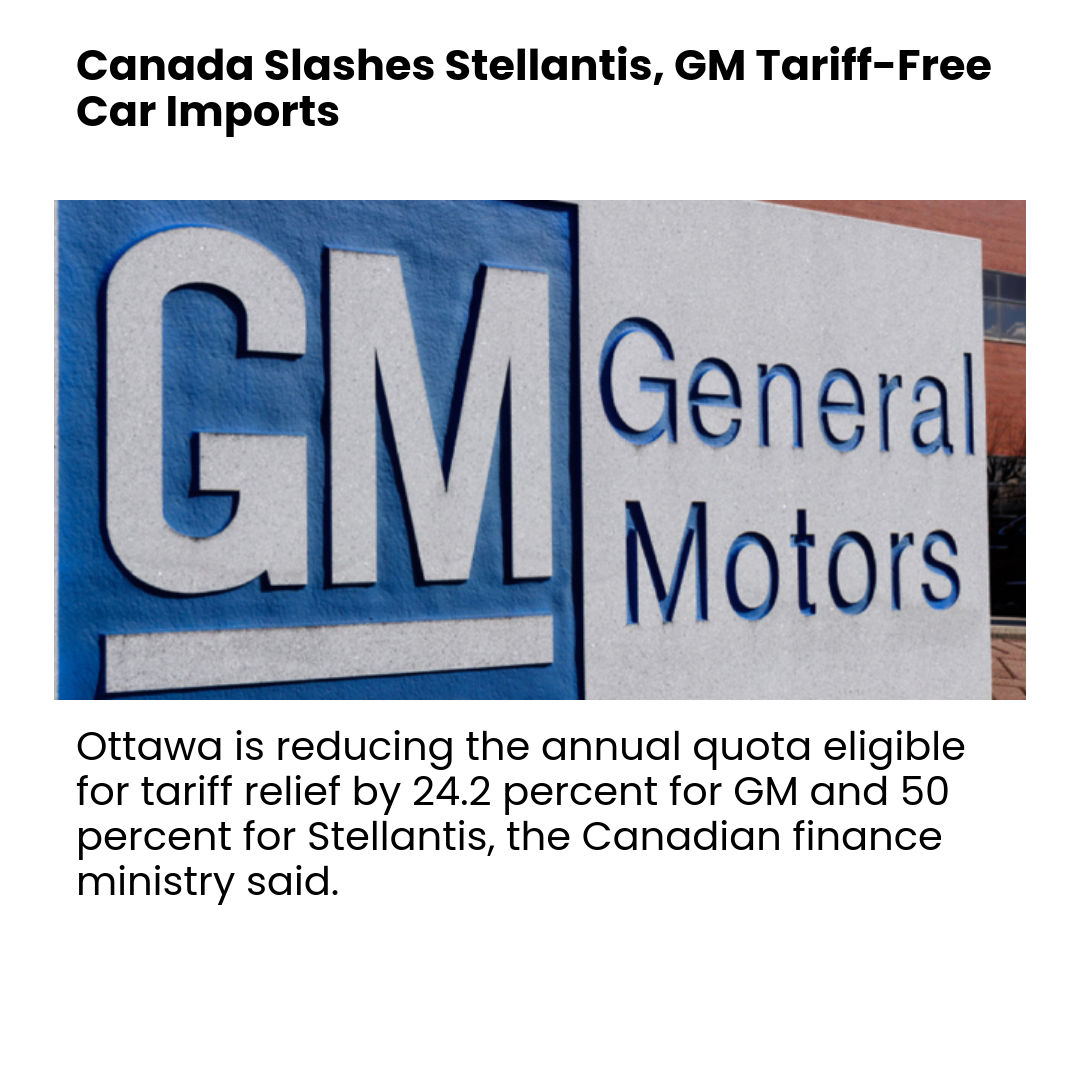 Canada Slashes Stellantis, GM Tariff-Free
Car Imports
GM
General
Motors
Ottawa is reducing the annual quota eligible
for tariff relief by 24.2 percent for GM and 50
percent for Stellantis, the Canadian finance
ministry said.